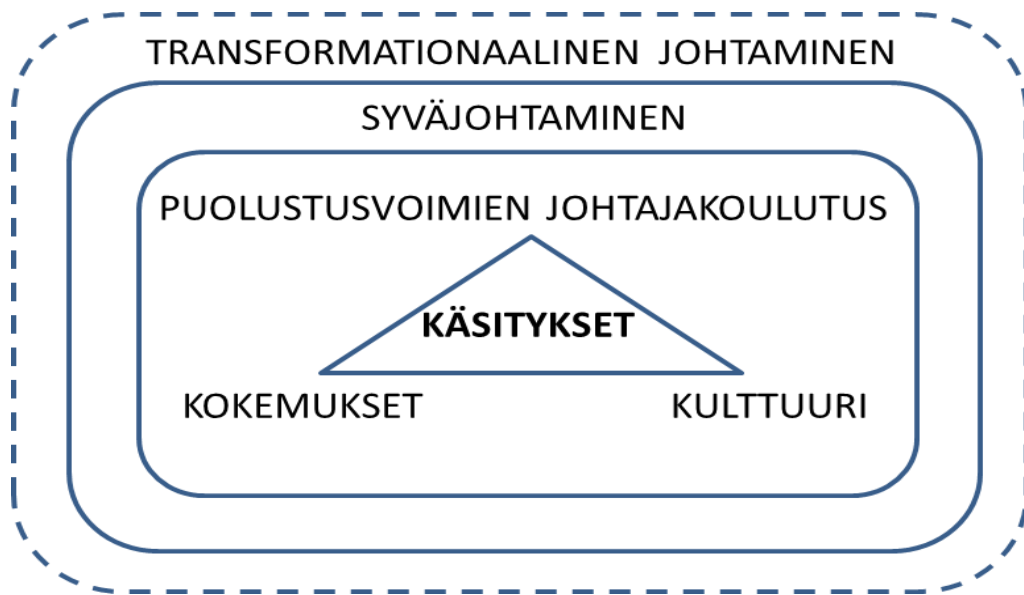 TRANSFORMATIONAALINEN JOHTAMINEN
SYVÄJOHTAMINEN
PUOLUSTUSVOIMIEN JOHTAJAKOULUTUS
KÄSITYKSET
KOKEMUKSET
KULTTUURI